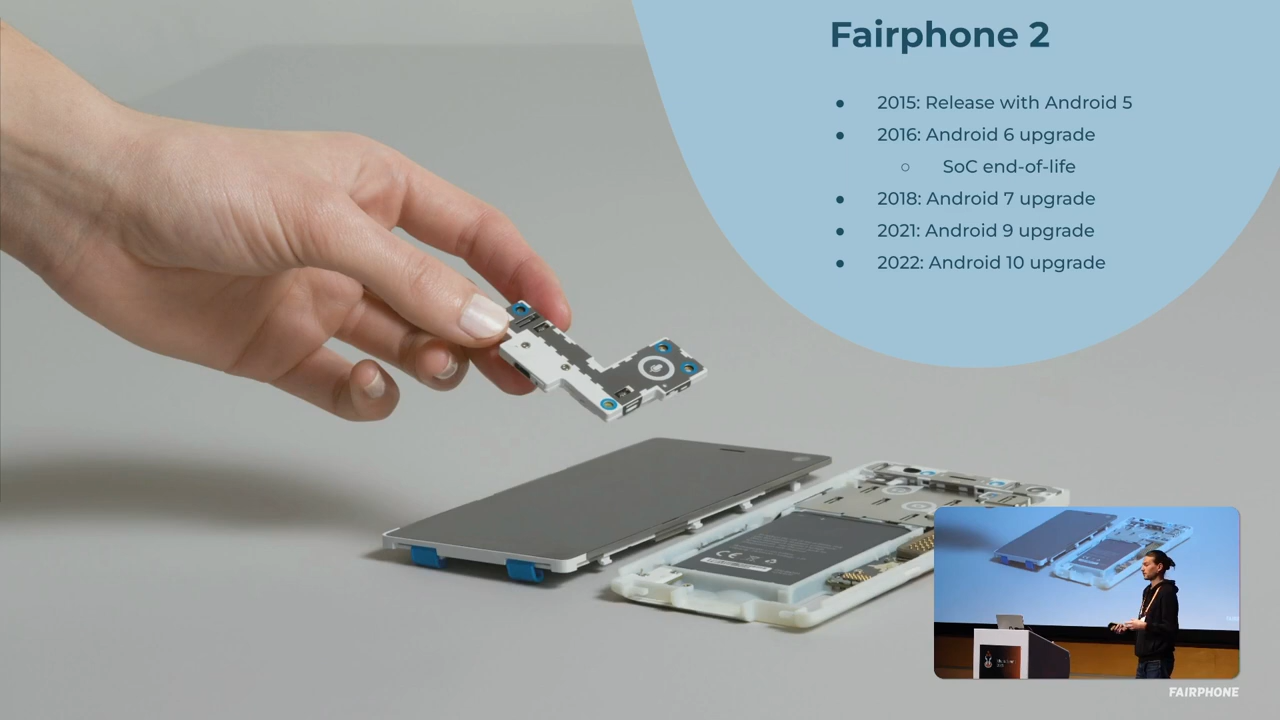 Fairphone 2
2015: Release with Android 5
2016: Android 6 upgrade
SoC end-of-life
2018: Android 7 upgrade
2021: Android 9 upgrade
2022: Android 10 upgrade
FAIRPHONE